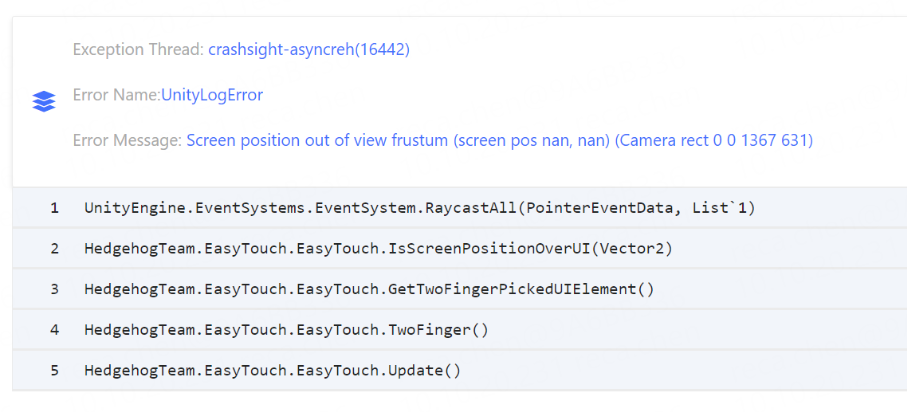 Exception Thread: crashsight-asyncreh(16442)
Error Name:UnityLogError
Error Message: Screen position out of view frustum (screen pos nan, nan) (Camera rect 0 0 1367 631)
1 UnityEngine.EventSystems.EventSystem.RaycastAll(PointerEventData, List`1)
2 HedgehogTeam.EasyTouch.EasyTouch.IsScreenPositionOverUI(Vector2)
3 HedgehogTeam.EasyTouch.EasyTouch.GetTwoFingerPickedUIElement()
4 HedgehogTeam.EasyTouch.EasyTouch.TwoFinger()
5 HedgehogTeam.EasyTouch.EasyTouch.Update()